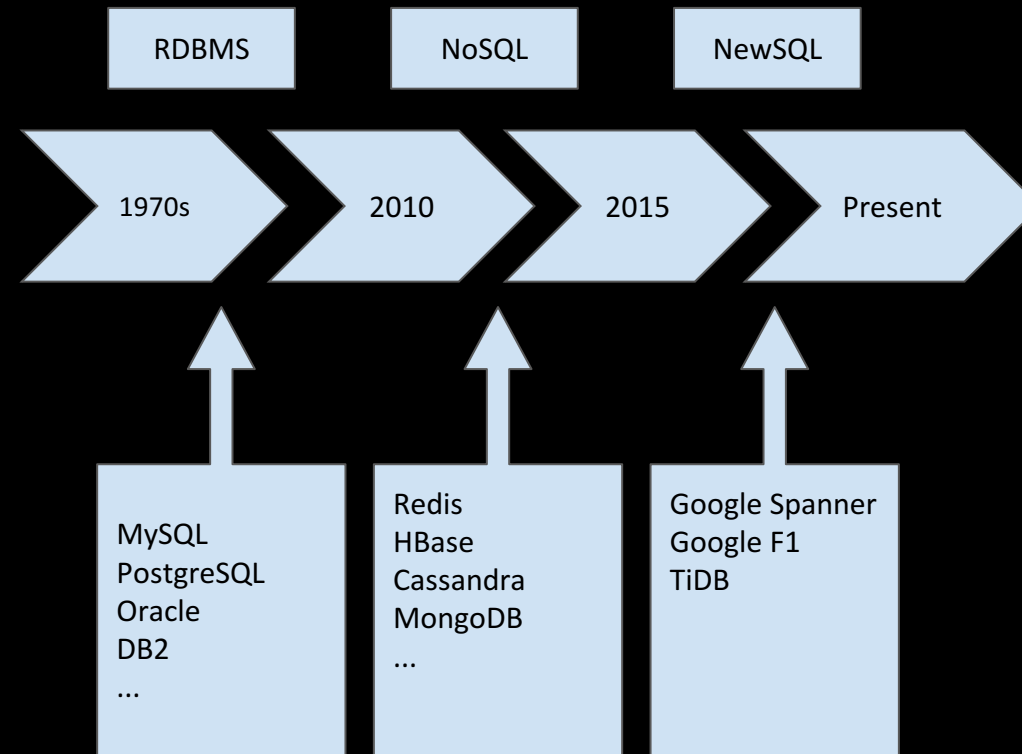 RDBMS
NoSQL
NewSQL
1970s
2010
2015
Present
MySQL
PostgreSQL
Oracle
DB2
...
Redis
HBase
Cassandra
MongoDB
...
Google Spanner
Google F1
TiDB